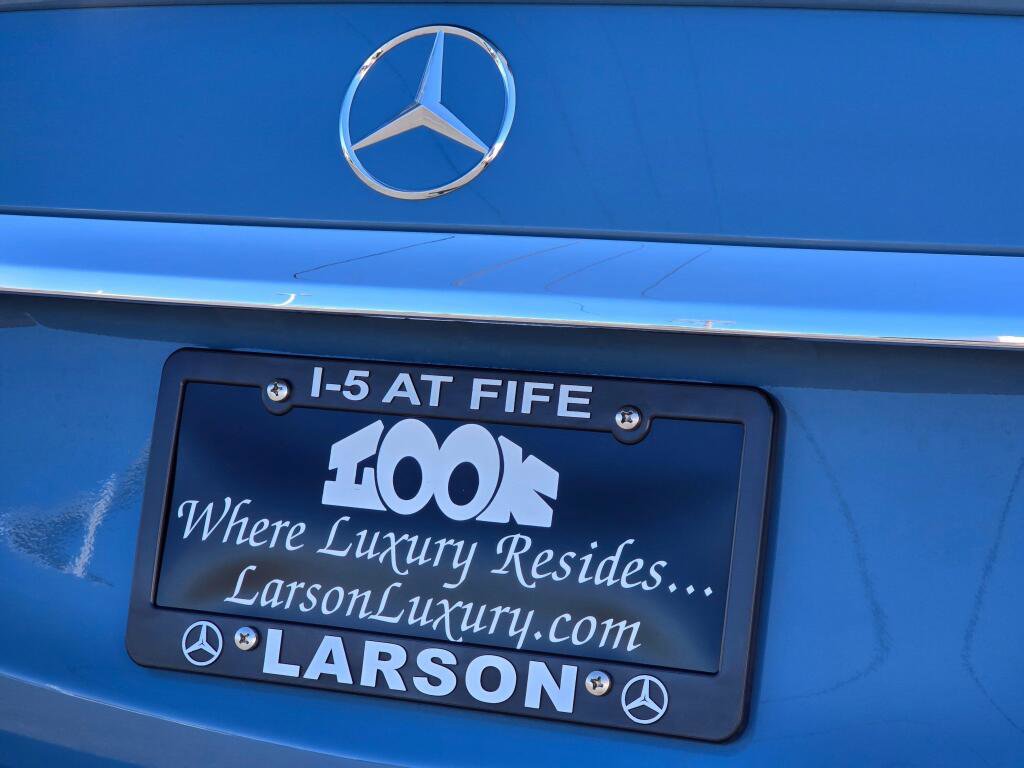 I-5 AT FIFE
LOOK
Where Luxury Resides...
LarsonLuxury.com
LARSON